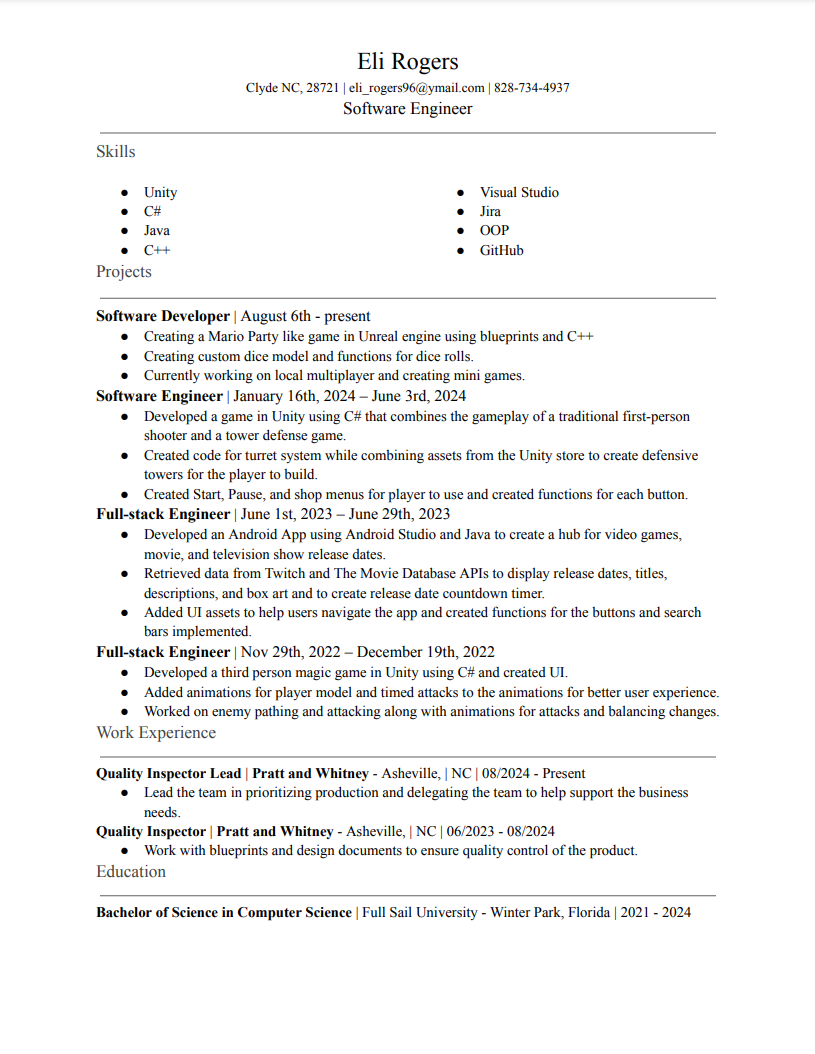 Eli Rogers
Clyde NC, 28721 | eli_rogers96@ymail.com | 828-734-4937
Software Engineer
Skills
● Unity
● C#
● Java
● C++
● Visual Studio
● Jira
● OOP
● GitHub
Projects
Software Developer | August 6th - present
● Creating a Mario Party like game in Unreal engine using blueprints and C++
● Creating custom dice model and functions for dice rolls.
● Currently working on local multiplayer and creating mini games.
Software Engineer | January 16th, 2024 – June 3rd, 2024
● Developed a game in Unity using C# that combines the gameplay of a traditional first-person
shooter and a tower defense game.
● Created code for turret system while combining assets from the Unity store to create defensive
towers for the player to build.
● Created Start, Pause, and shop menus for player to use and created functions for each button.
Full-stack Engineer | June 1st, 2023 – June 29th, 2023
● Developed an Android App using Android Studio and Java to create a hub for video games,
movie, and television show release dates.
● Retrieved data from Twitch and The Movie Database APIs to display release dates, titles,
descriptions, and box art and to create release date countdown timer.
● Added UI assets to help users navigate the app and created functions for the buttons and search
bars implemented.
Full-stack Engineer | Nov 29th, 2022 – December 19th, 2022
● Developed a third person magic game in Unity using C# and created UI.
● Added animations for player model and timed attacks to the animations for better user experience.
● Worked on enemy pathing and attacking along with animations for attacks and balancing changes.
Work Experience
Quality Inspector Lead | Pratt and Whitney - Asheville, | NC | 08/2024 - Present
● Lead the team in prioritizing production and delegating the team to help support the business
needs.
Quality Inspector | Pratt and Whitney - Asheville, | NC | 06/2023 - 08/2024
● Work with blueprints and design documents to ensure quality control of the product.
Education
Bachelor of Science in Computer Science | Full Sail University - Winter Park, Florida | 2021 - 2024